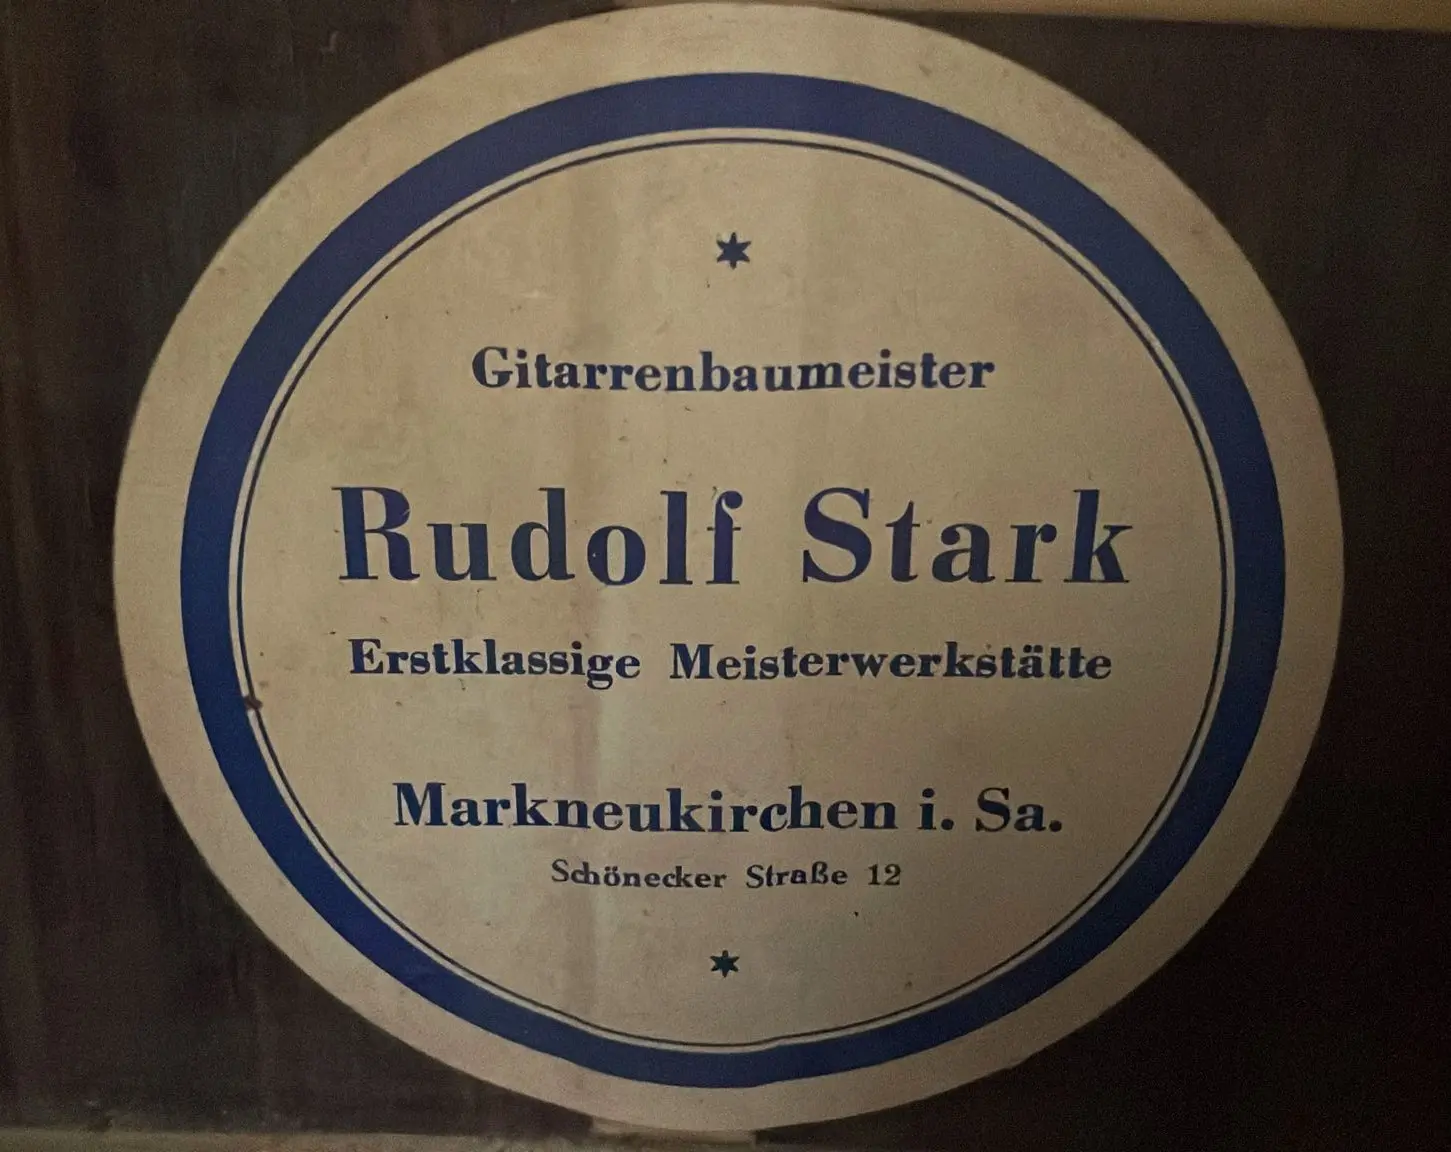 Gitarrenbaumeister
Rudolf Stark
Erstklassige Meisterwerkstätte
Markneukirchen i. Sa.
Schönecker Straße 12